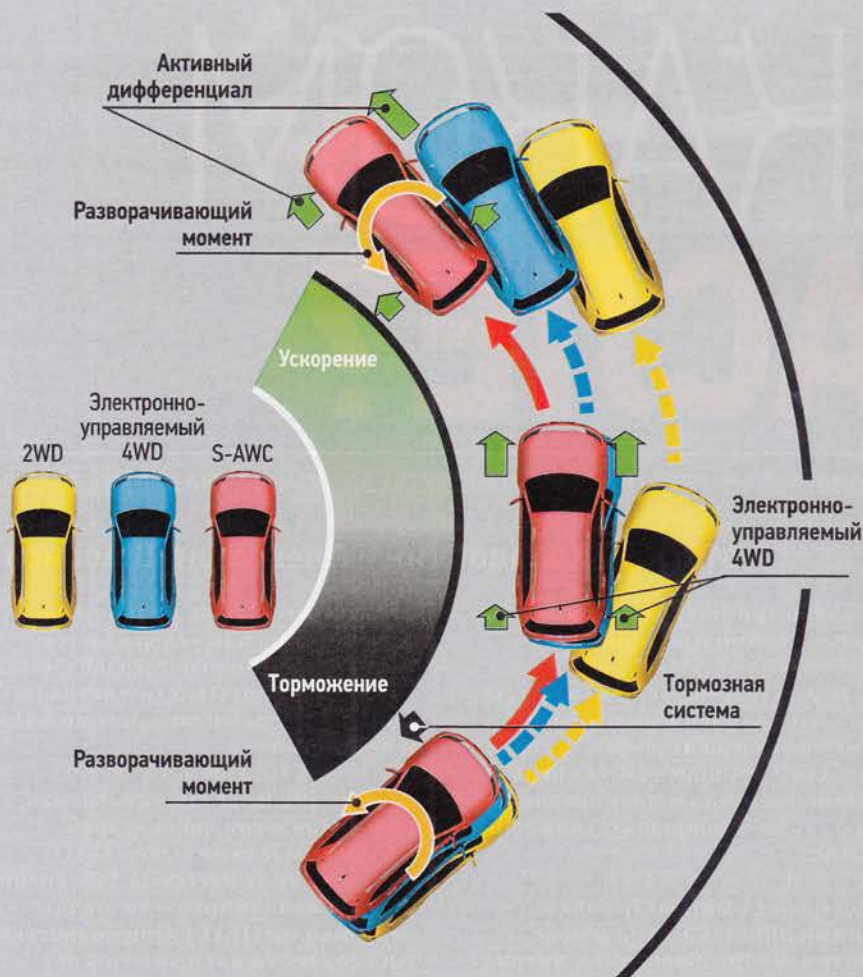 Активный
дифференциал
Разворачивающий
момент
Ускорение
Электронно-
управляемый
2WD 4WD S-AWC
Электронно-
управляемый
4WD
Торможение
Тормозная
система
Разворачивающий
момент